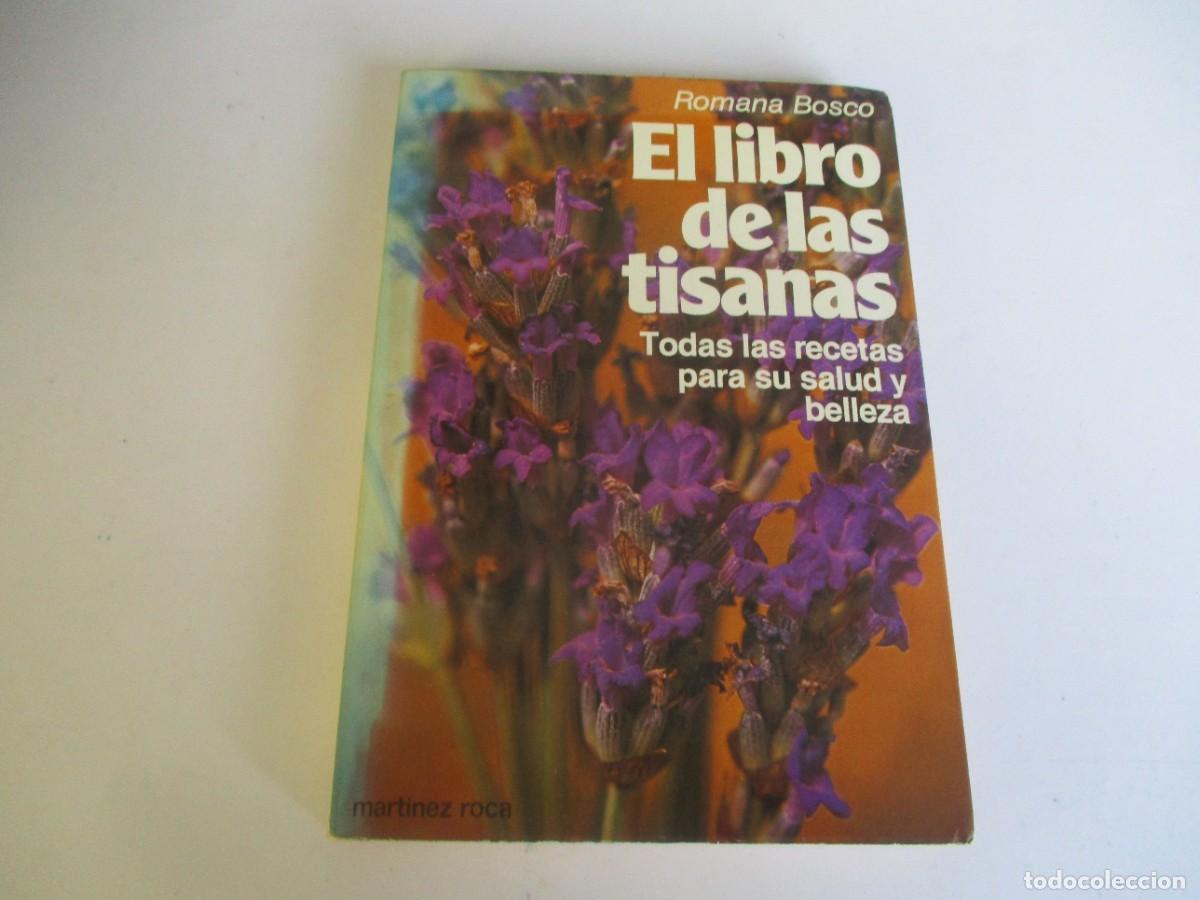 Romana Bosco
El libro
de las
tisanas
Todas las recetas
para su salud y
belleza
martinez roca
todocoleccion